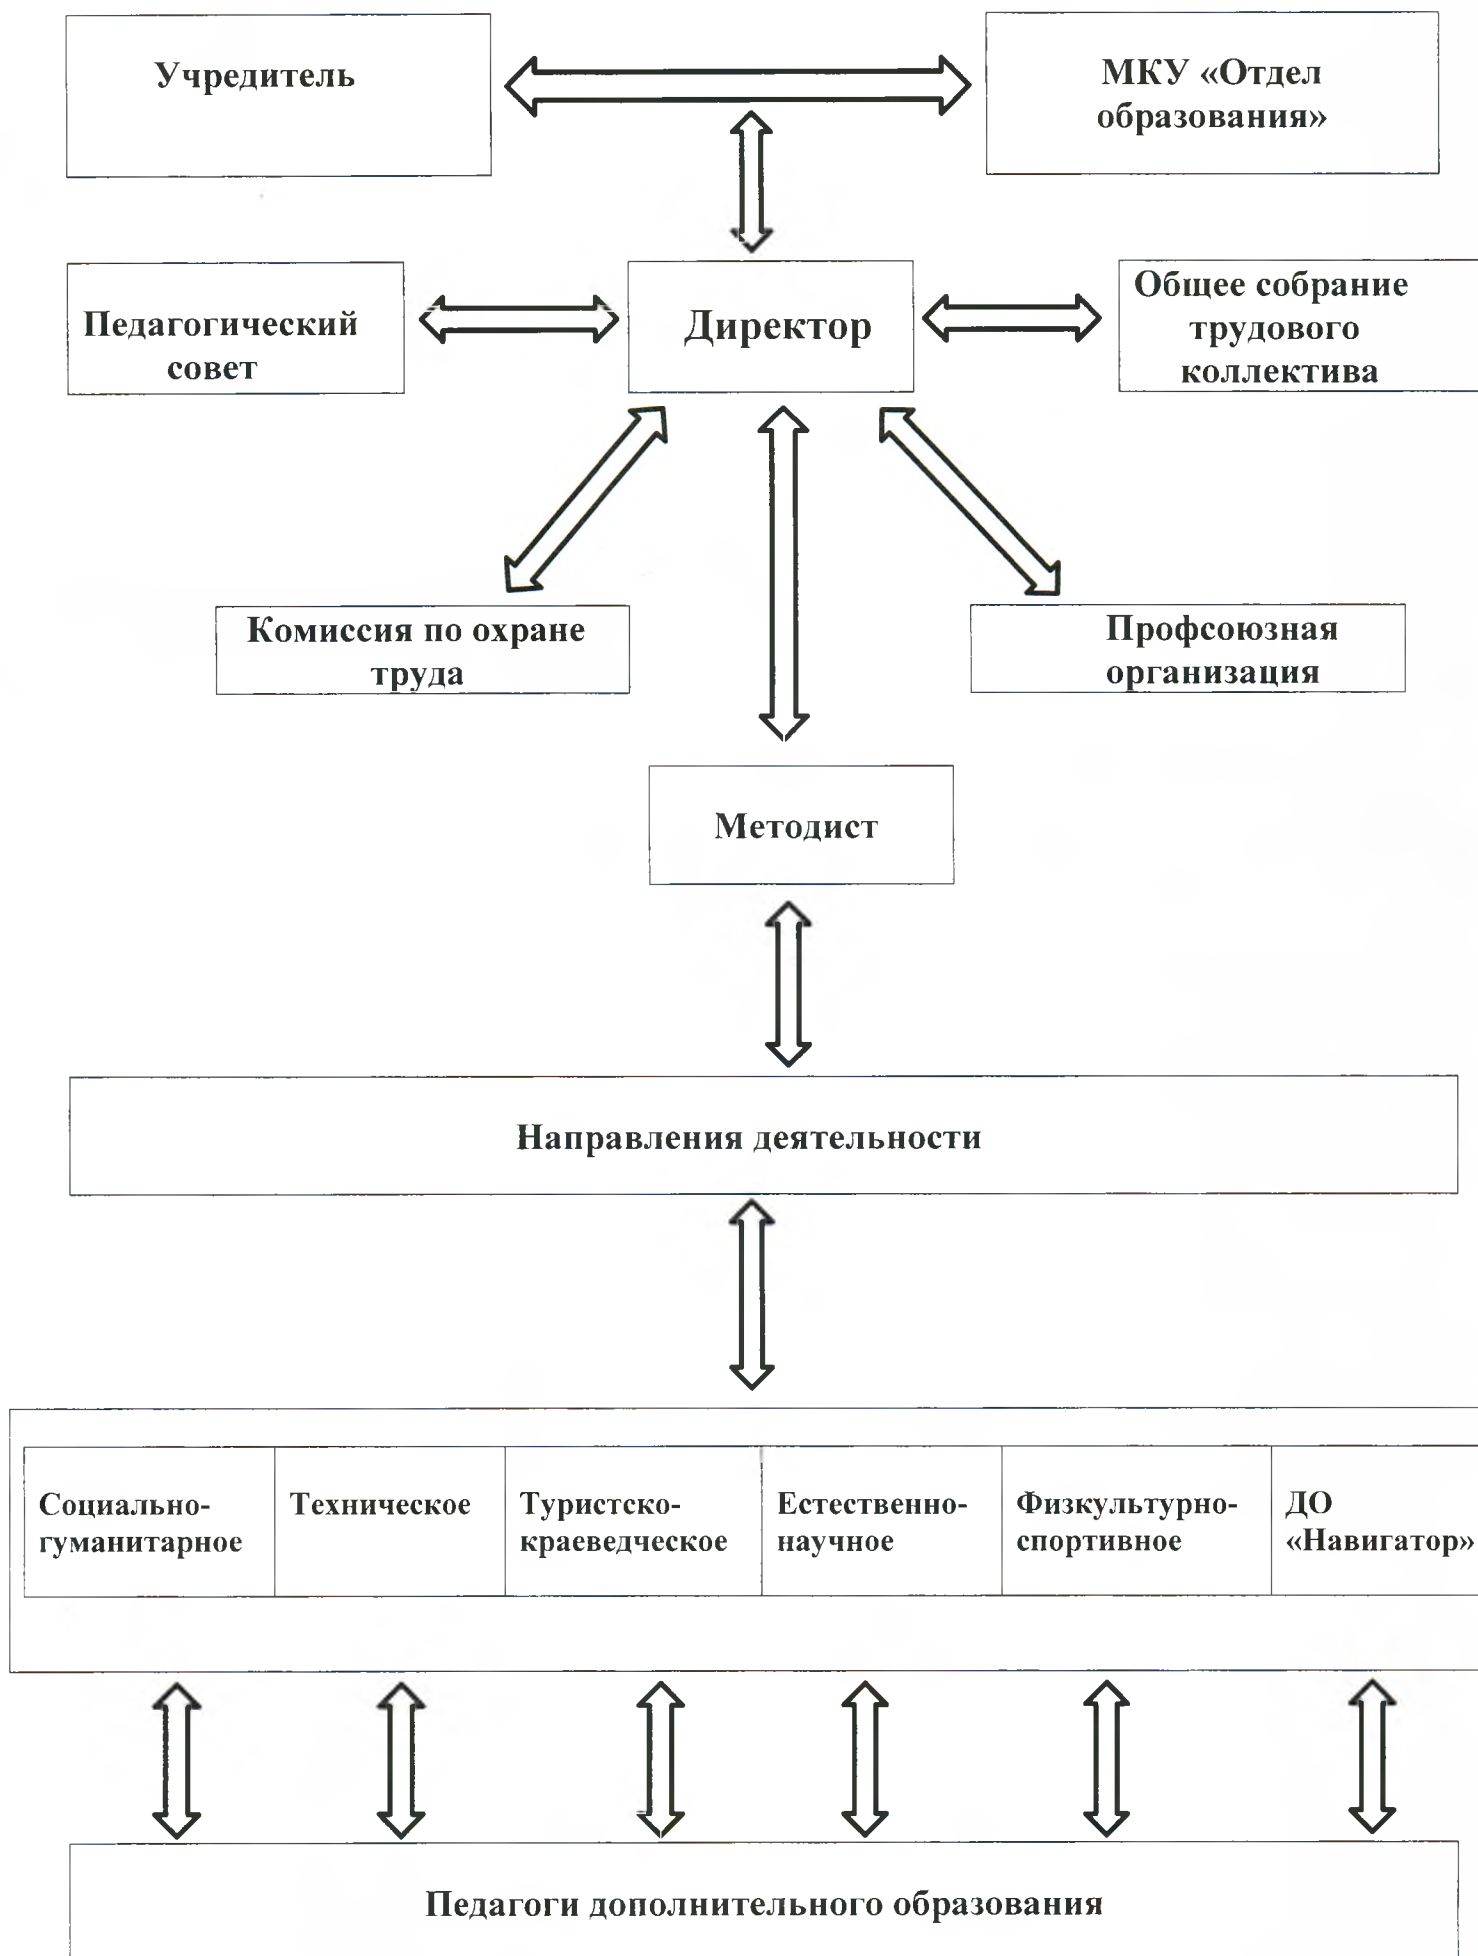 Учредитель
МКУ «Отдел
образования»
Педагогический
совет
Директор
Общее собрание
трудового
коллектива
Комиссия по охране
труда
Профсоюзная
организация
Методист
Направления деятельности
Социально-
гуманитарное
Техническое
Туристско-
краеведческое
Естественно-
научное
Физкультурно-
спортивное
ДО
«Навигатор»
Педагоги дополнительного образования